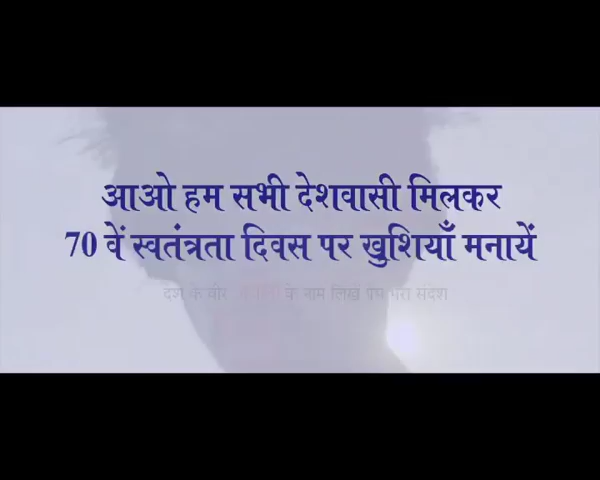 आओ हम सभी देशवासी मिलकर
70 वें स्वतंत्रता दिवस पर खुशियाँ मनायें
के के नाम